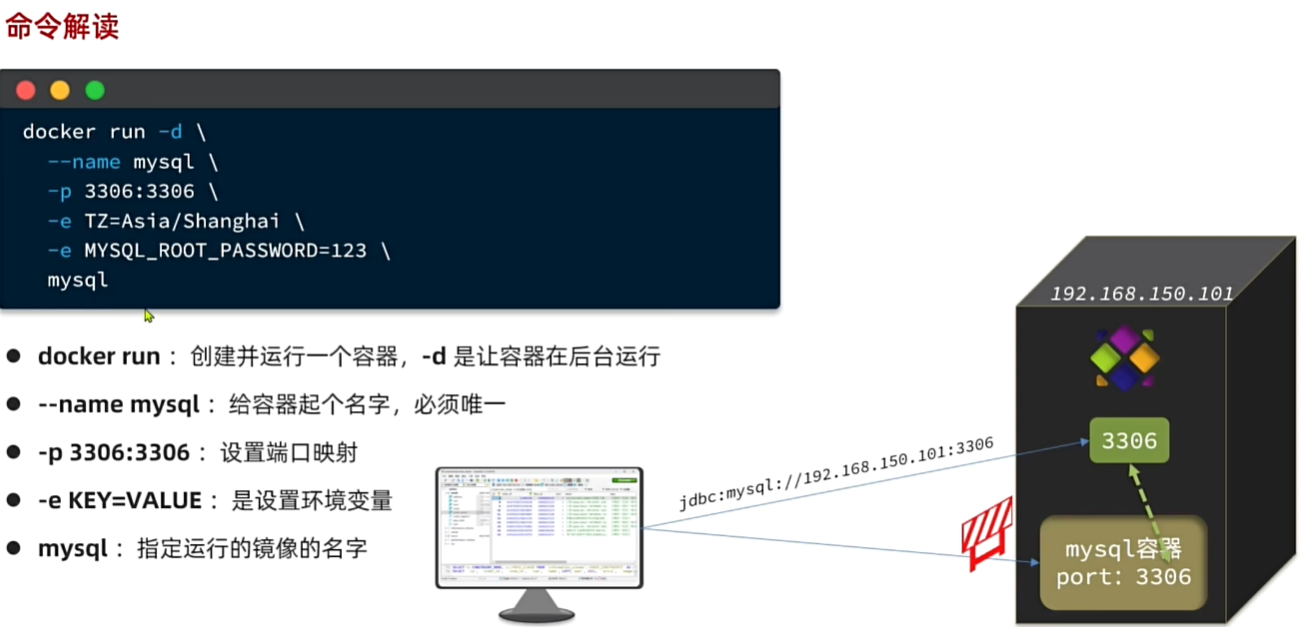 命令解读
docker run -d \
--name mysql \
-p 3306:3306 \
-e TZ=Asia/Shanghai \
-e MYSQL_ROOT_PASSWORD=123 \
mysql
● docker run ：创建并运行一个容器，-d 是让容器在后台运行
● --name mysql ：给容器起个名字，必须唯一
● -p 3306:3306 ：设置端口映射
● -e KEY=VALUE ：是设置环境变量
● mysql ：指定运行的镜像的名字
jdbc:mysql://192.168.150.101:3306
192.168.150.101
3306
mysql容器
port：3306